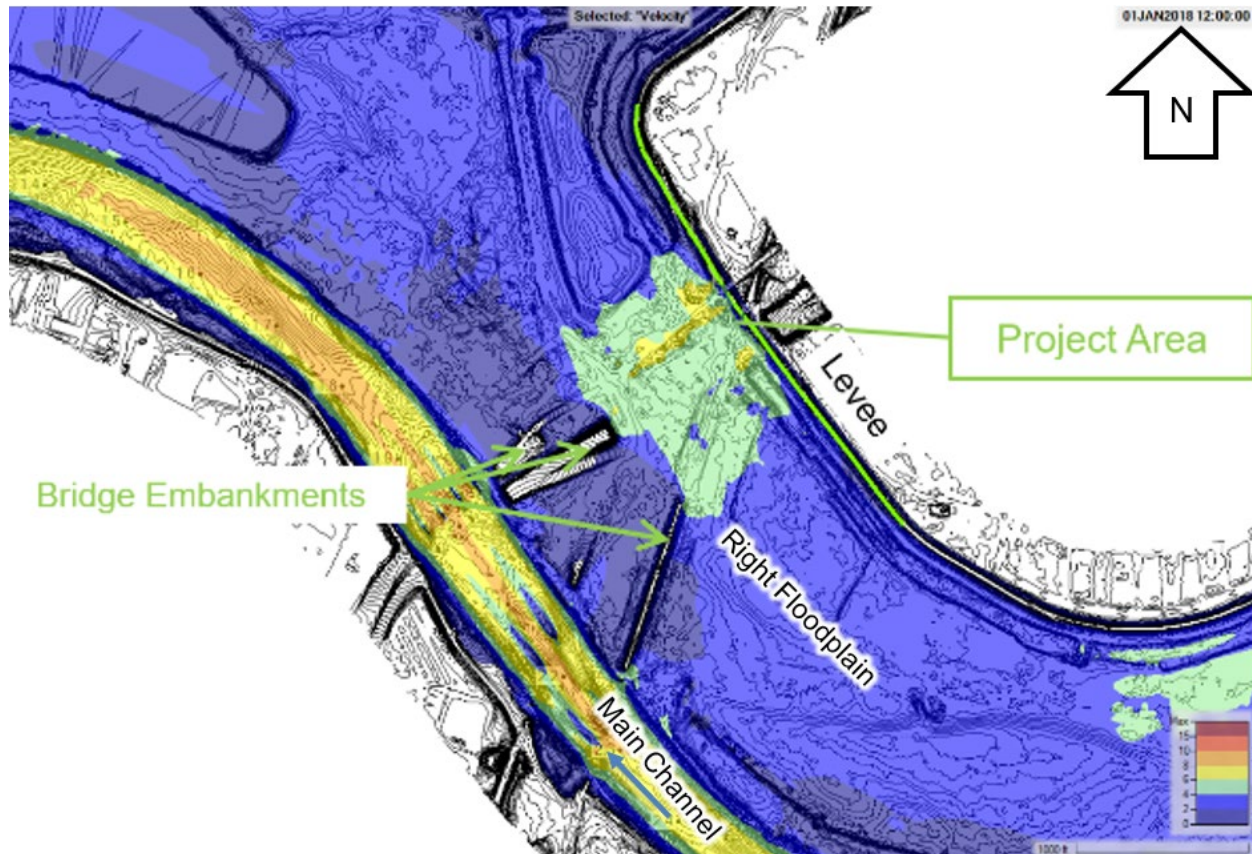 Selected: "Velocity"
01JAN2018 12:00:00
N
Project Area
Levee
Bridge Embankments
Right Floodplain
Main Channel
Max
15
10
8
6
4
2
0
1000 ft